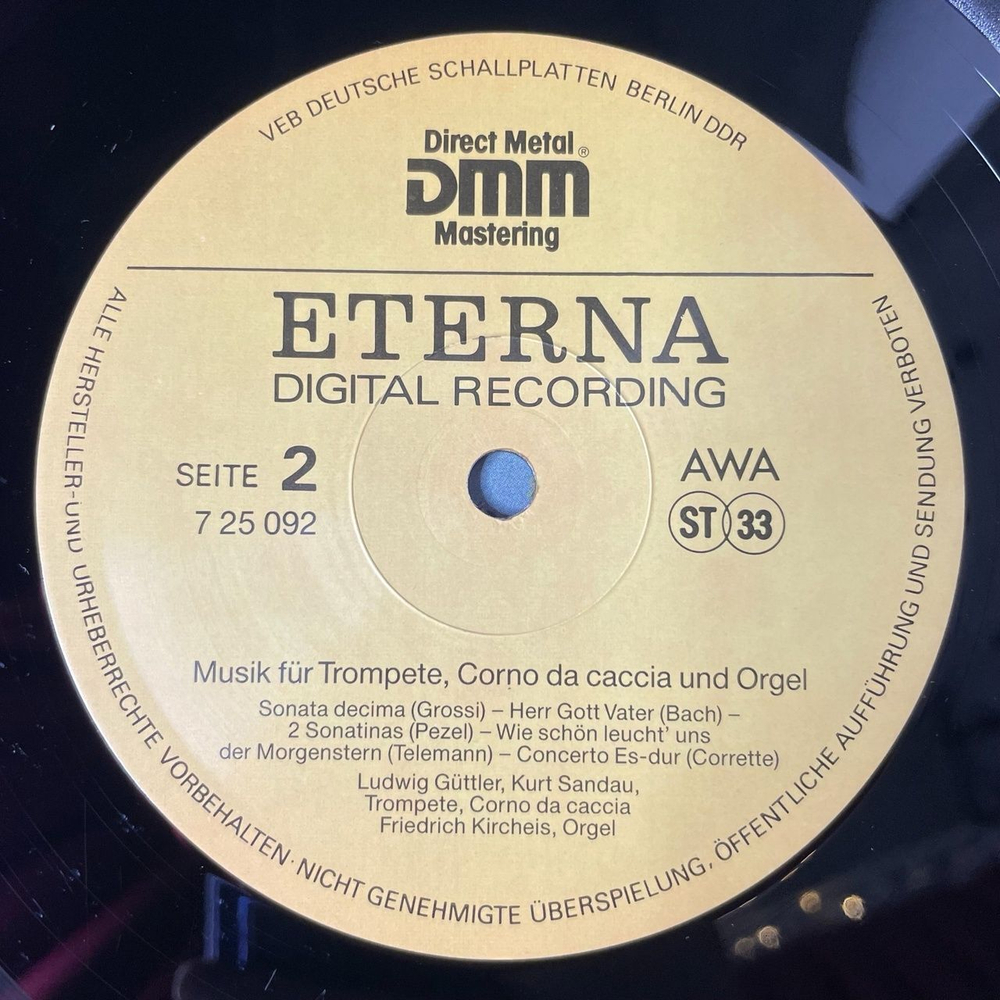 VEB DEUTSCHE SCHALLPLATTEN BERLIN DDR
Direct Metal ®
DMM
Mastering
ETERNA
DIGITAL RECORDING
SEITE 2
7 25 092
AWA
ST 33
Musik für Trompete, Corno da caccia und Orgel
Sonata decima (Grossi) – Herr Gott Vater (Bach) –
2 Sonatinas (Pezel) – Wie schön leucht' uns
der Morgenstern (Telemann) – Concerto Es-dur (Corrette)
Ludwig Güttler, Kurt Sandau,
Trompete, Corno da caccia
Friedrich Kircheis, Orgel
ALLE HERSTELLER-UND URHEBERRECHTE VORBEHALTEN · NICHT GENEHMIGTE ÜBERSPIELUNG, ÖFFENTLICHE AUFFÜHRUNG UND SENDUNG VERBOTEN